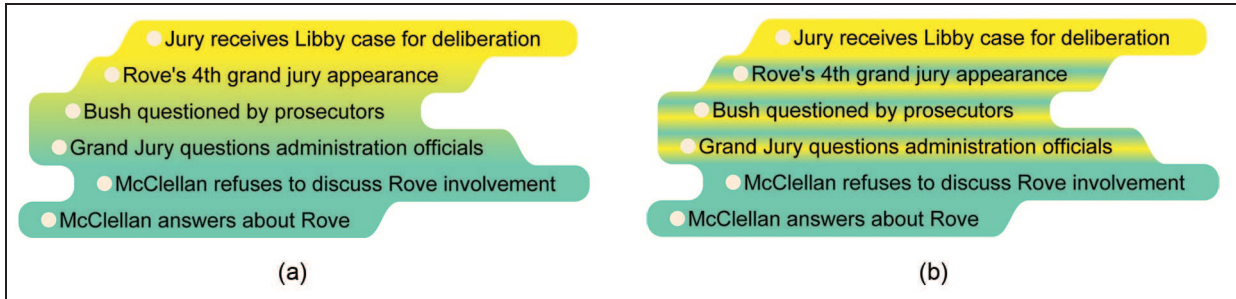 Jury receives Libby case for deliberation
Rove's 4th grand jury appearance
Bush questioned by prosecutors
Grand Jury questions administration officials
McClellan refuses to discuss Rove involvement
McClellan answers about Rove
(a)
Jury receives Libby case for deliberation
Rove's 4th grand jury appearance
Bush questioned by prosecutors
Grand Jury questions administration officials
McClellan refuses to discuss Rove involvement
McClellan answers about Rove
(b)